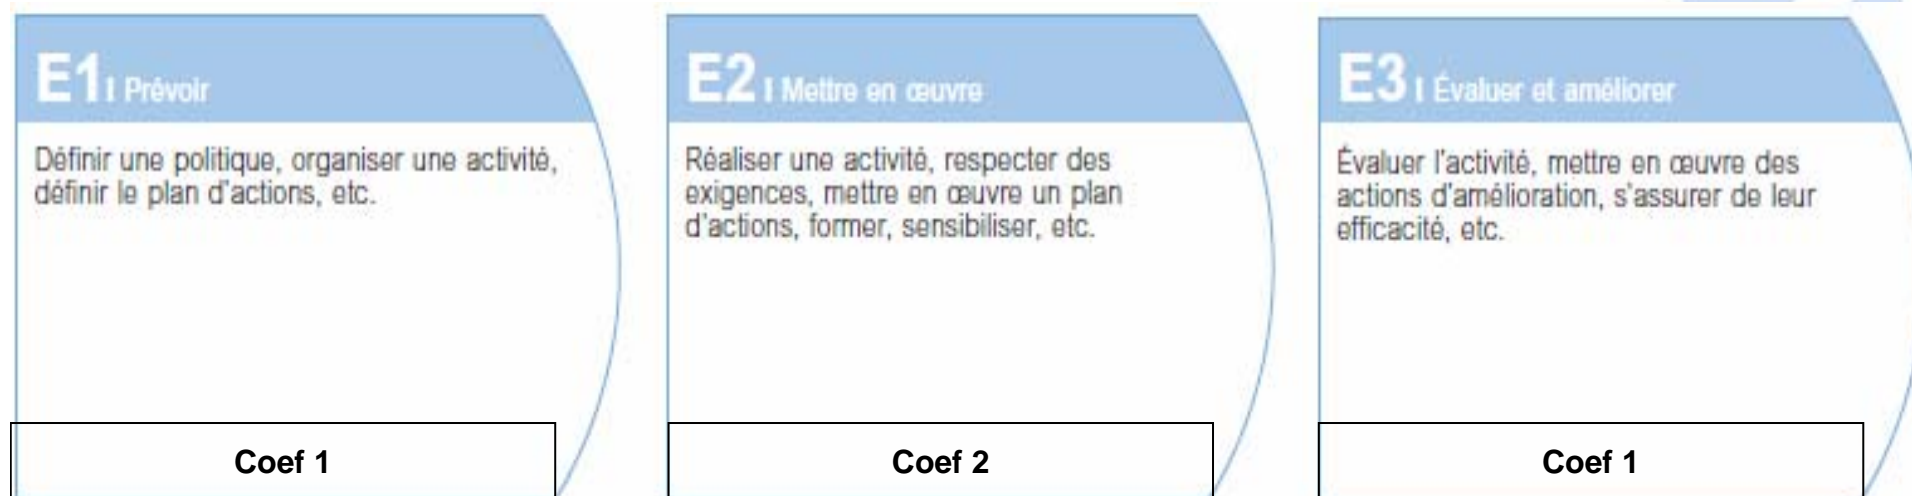 E1 I Prévoir
Définir une politique, organiser une activité,
définir le plan d'actions, etc.
Coef 1
E2 I Mettre en œuvre
Réaliser une activité, respecter des
exigences, mettre en œuvre un plan
d'actions, former, sensibiliser, etc.
Coef 2
E3 I Évaluer et améliorer
Évaluer l'activité, mettre en œuvre des
actions d'amélioration, s'assurer de leur
efficacité, etc.
Coef 1